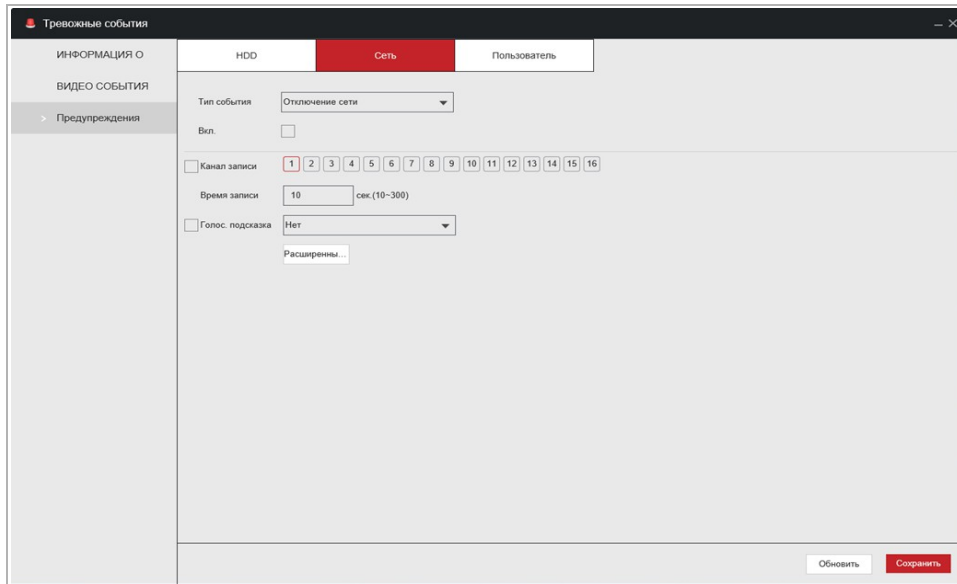 Тревожные события
ИНФОРМАЦИЯ О
ВИДЕО СОБЫТИЯ
> Предупреждения
HDD Сеть Пользователь
Тип события Отключение сети
Вкл.
Канал записи 1 2 3 4 5 6 7 8 9 10 11 12 13 14 15 16
Время записи 10 сек.(10~300)
Голос. подсказка Нет
Расширенны...
Обновить Сохранить